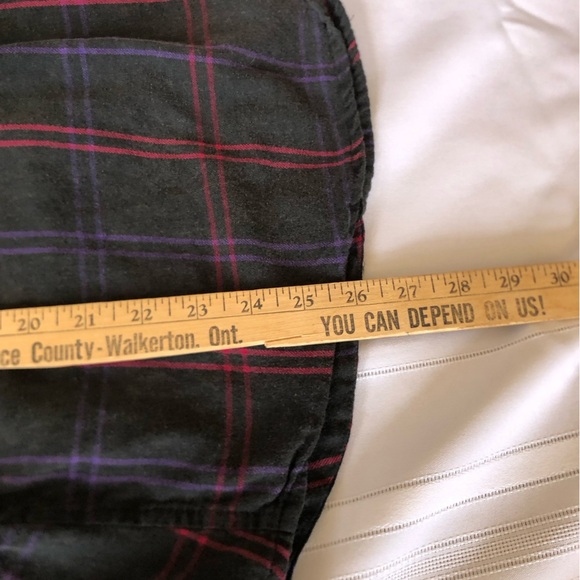 20 21 22 23 24 25 26 27 28 29 30
ce County-Walkerton. Ont. YOU CAN DEPEND ON US!